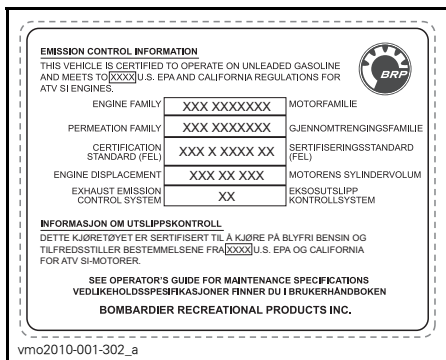 EMISSION CONTROL INFORMATION
THIS VEHICLE IS CERTIFIED TO OPERATE ON UNLEADED GASOLINE
AND MEETS TO XXXX U.S. EPA AND CALIFORNIA REGULATIONS FOR
ATV SI ENGINES.
BRP
ENGINE FAMILY XXX XXXXXXX MOTORFAMILIE
PERMEATION FAMILY XXX XXXXXXX GJENNOMTRENGINGSFAMILIE
CERTIFICATION STANDARD (FEL) XXX X XXXX XX SERTIFISERINGSSTANDARD (FEL)
ENGINE DISPLACEMENT XXX XX XXX MOTORENS SYLINDERVOLUM
EXHAUST EMISSION CONTROL SYSTEM XX EKSOSUTSLIPP KONTROLLSYSTEM
INFORMASJON OM UTSLIPPSKONTROLL
DETTE KJØRETØYET ER SERTIFISERT TIL Å KJØRE PÅ BLYFRI BENSIN OG
TILFREDSSTILLER BESTEMMELSENE FRA XXXX U.S. EPA OG CALIFORNIA
FOR ATV SI-MOTORER.
SEE OPERATOR'S GUIDE FOR MAINTENANCE SPECIFICATIONS
VEDLIKEHOLDSSPESIFIKASJONER FINNER DU I BRUKERHÅNDBOKEN
BOMBARDIER RECREATIONAL PRODUCTS INC.
vmo2010-001-302_a